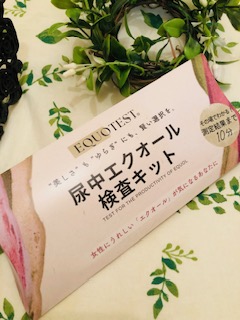 EQUOTEST®
"美しさ"も"ゆらぎ"にも、賢い選択を。
尿中エクオール
検査キット
TEST FOR THE PRODUCTIVITY OF EQUOL
その場でわかる
測定結果まで
10分
女性にうれしい「エクオール」が気になるあなたに